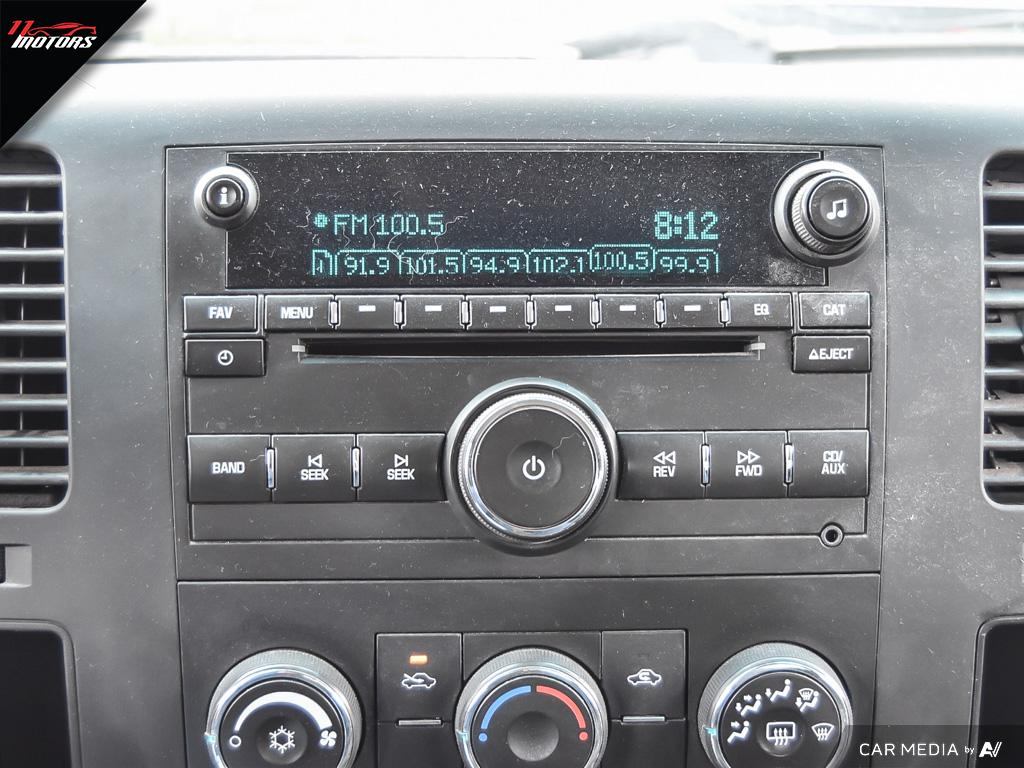 11
MOTORS
FM 100.5 8:12
91.9 101.5 94.9 102.1 100.5 99.9
FAV MENU EQ CAT
EJECT
BAND SEEK SEEK REV FWD CD/
AUX
CAR MEDIA by